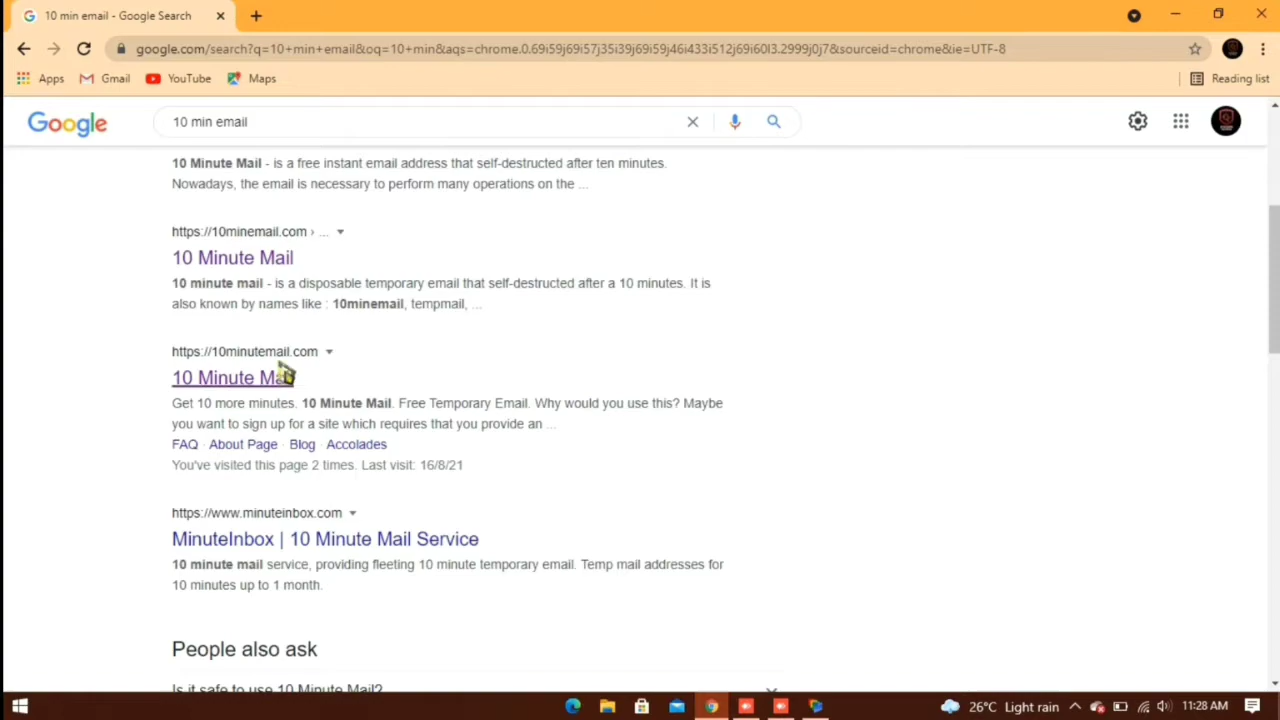 10 min email - Google Search
google.com/search?q=10+min+email&oq=10+min&aqs=chrome.0.69i59j69i57j35i39j69i59j46i433i512j69i60l3.2999j0j7&sourceid=chrome&ie=UTF-8
Apps Gmail YouTube Maps Reading list
Google 10 min email
10 Minute Mail - is a free instant email address that self-destructed after ten minutes.
Nowadays, the email is necessary to perform many operations on the ...
https://10minemail.com › ...
10 Minute Mail
10 minute mail - is a disposable temporary email that self-destructed after a 10 minutes. It is
also known by names like : 10minemail, tempmail, ...
https://10minutemail.com
10 Minute Mail
Get 10 more minutes. 10 Minute Mail. Free Temporary Email. Why would you use this? Maybe
you want to sign up for a site which requires that you provide an ...
FAQ · About Page · Blog · Accolades
You've visited this page 2 times. Last visit: 16/8/21
https://www.minuteinbox.com
MinuteInbox | 10 Minute Mail Service
10 minute mail service, providing fleeting 10 minute temporary email. Temp mail addresses for
10 minutes up to 1 month.
People also ask
Is it safe to use 10 Minute Mail?
26°C Light rain 11:28 AM